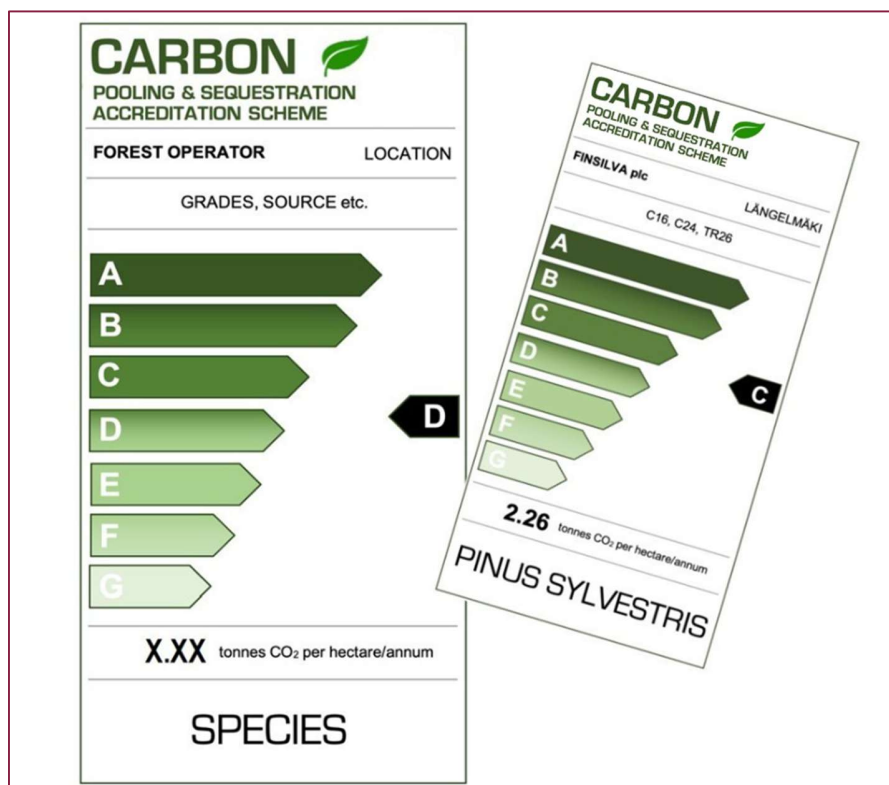 CARBON
POOLING & SEQUESTRATION
ACCREDITATION SCHEME
FOREST OPERATOR LOCATION
GRADES, SOURCE etc.
A
B
C
D
D
E
F
G
X.XX tonnes CO₂ per hectare/annum
SPECIES
CARBON
POOLING & SEQUESTRATION
ACCREDITATION SCHEME
FINSILVA plc LÄNGELMÄKI
C16, C24, TR26
A
B
C
D
C
E
F
G
2.26 tonnes CO₂ per hectare/annum
PINUS SYLVESTRIS